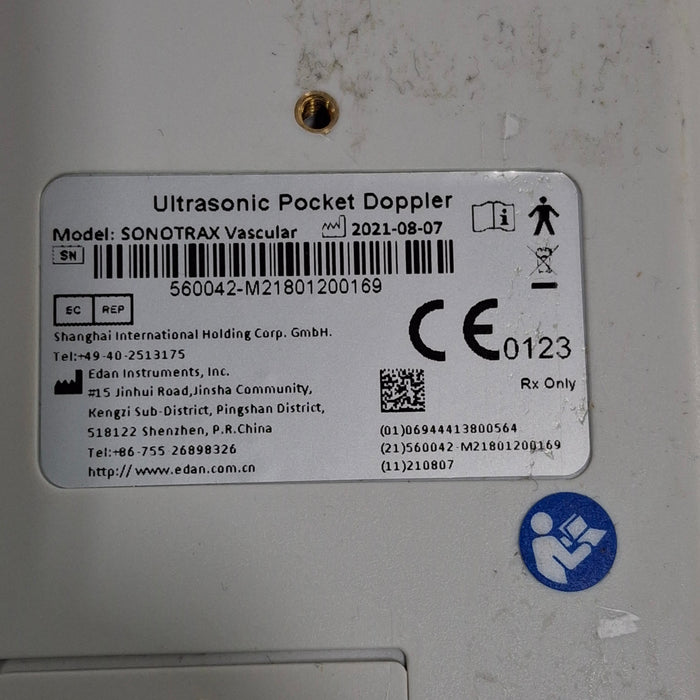 Ultrasonic Pocket Doppler
Model: SONOTRAX Vascular 2021-08-07
SN
560042-M21801200169
EC REP
Shanghai International Holding Corp. GmbH.
Tel:+49-40-2513175
Edan Instruments, Inc.
#15 Jinhui Road,Jinsha Community,
Kengzi Sub-District, Pingshan District,
518122 Shenzhen, P.R.China
Tel:+86-755 26898326
http://www.edan.com.cn
CE0123
Rx Only
(01)06944413800564
(21)560042-M21801200169
(11)210807